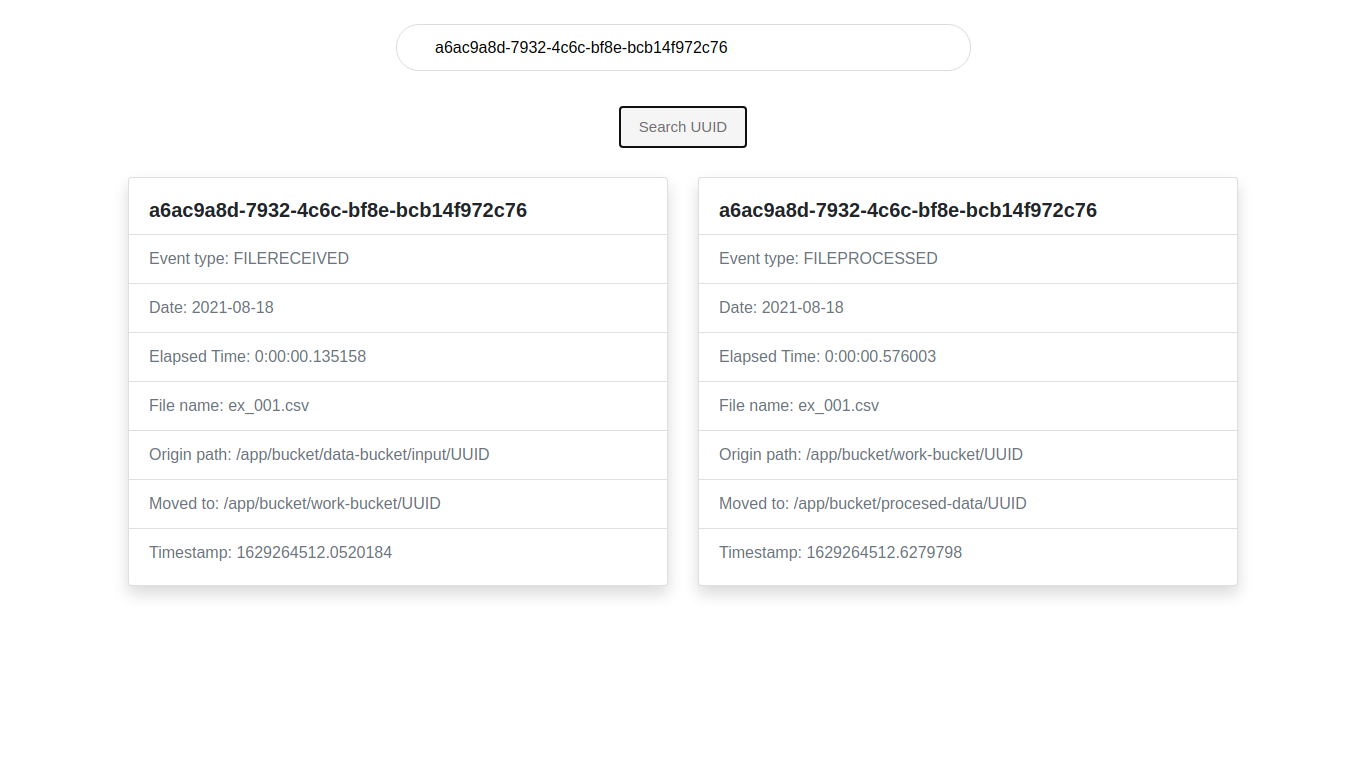 a6ac9a8d-7932-4c6c-bf8e-bcb14f972c76
Search UUID
a6ac9a8d-7932-4c6c-bf8e-bcb14f972c76
Event type: FILERECEIVED
Date: 2021-08-18
Elapsed Time: 0:00:00.135158
File name: ex_001.csv
Origin path: /app/bucket/data-bucket/input/UUID
Moved to: /app/bucket/work-bucket/UUID
Timestamp: 1629264512.0520184
a6ac9a8d-7932-4c6c-bf8e-bcb14f972c76
Event type: FILEPROCESSED
Date: 2021-08-18
Elapsed Time: 0:00:00.576003
File name: ex_001.csv
Origin path: /app/bucket/work-bucket/UUID
Moved to: /app/bucket/procesed-data/UUID
Timestamp: 1629264512.6279798